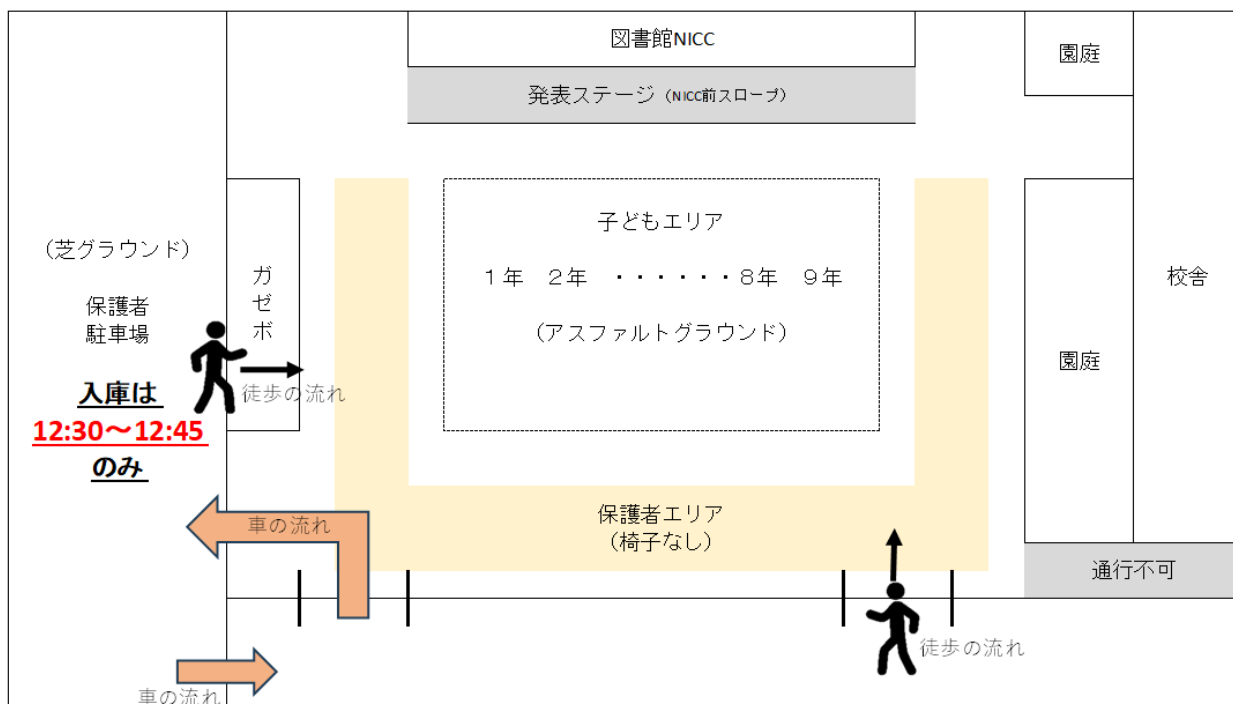 図書館NICC
発表ステージ（NICC前スロープ）
園庭
（芝グラウンド）
保護者
駐車場
入庫は
12:30～12:45
のみ
ガゼボ
徒歩の流れ
子どもエリア
１年　２年　・・・・・・８年　９年
（アスファルトグラウンド）
校舎
園庭
車の流れ
保護者エリア
（椅子なし）
通行不可
徒歩の流れ
車の流れ